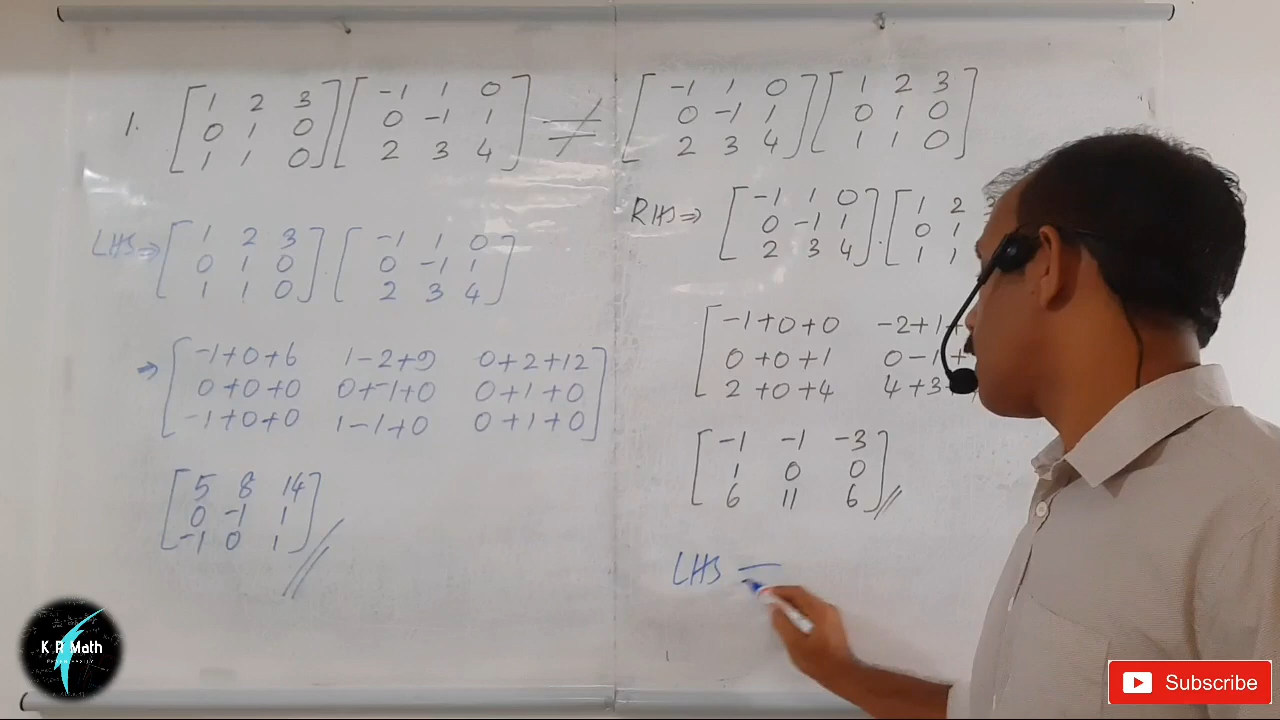 1. [1 2 3] [-1 1 0] ≠ [-1 1 0] [1 2 3]
[0 1 0] [0 -1 1] [0 -1 1] [0 1 0]
[1 1 0] [2 3 4] [2 3 4] [1 1 0]
LHS ⇒ [1 2 3] . [-1 1 0]
[0 1 0] [0 -1 1]
[1 1 0] [2 3 4]
⇒ [-1+0+6 1-2+9 0+2+12]
[0+0+0 0+-1+0 0+1+0]
[-1+0+0 1-1+0 0+1+0]
[5 8 14]
[0 -1 1]
[-1 0 1] //
RHS ⇒ [-1 1 0] . [1 2
[0 -1 1] [0 1
[2 3 4] [1 1
[-1+0+0 -2+1+
[0+0+1 0-1+
[2+0+4 4+3
[-1 -1 -3]
[1 0 0]
[6 11 6] //
LHS
K R Math
Subscribe